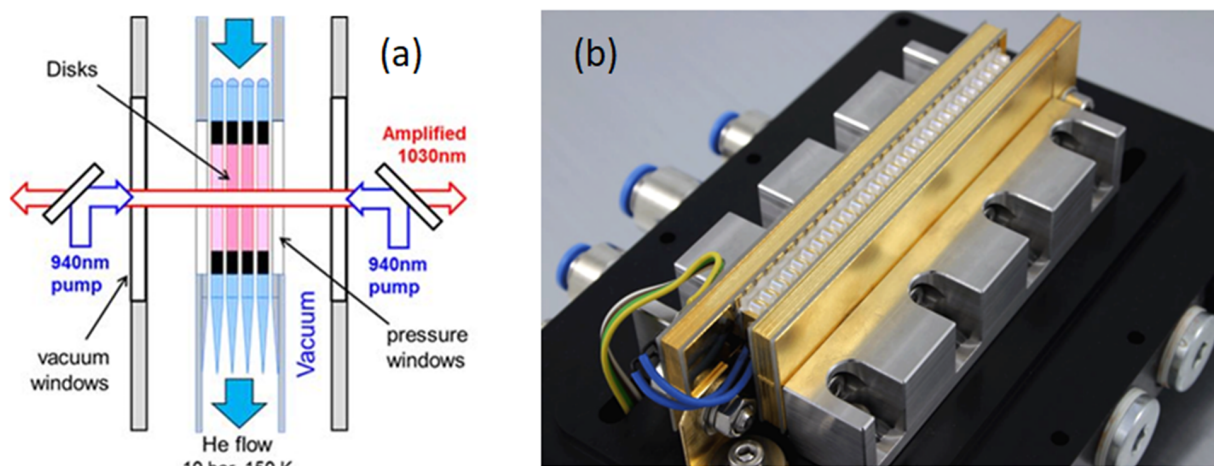 (a)
(b)
Disks
Amplified
1030nm
940nm
pump
940nm
pump
vacuum
windows
Vacuum
pressure
windows
He flow